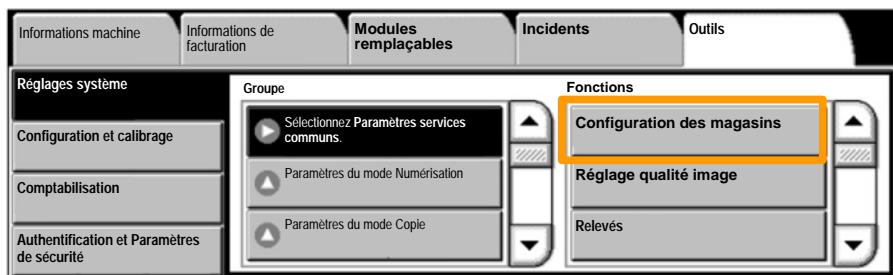 Informations machine
Informations de
facturation
Modules
remplaçables
Incidents
Outils
Réglages système
Configuration et calibrage
Comptabilisation
Authentification et Paramètres
de sécurité
Groupe
Sélectionnez Paramètres services
communs.
Paramètres du mode Numérisation
Paramètres du mode Copie
Fonctions
Configuration des magasins
Réglage qualité image
Relevés